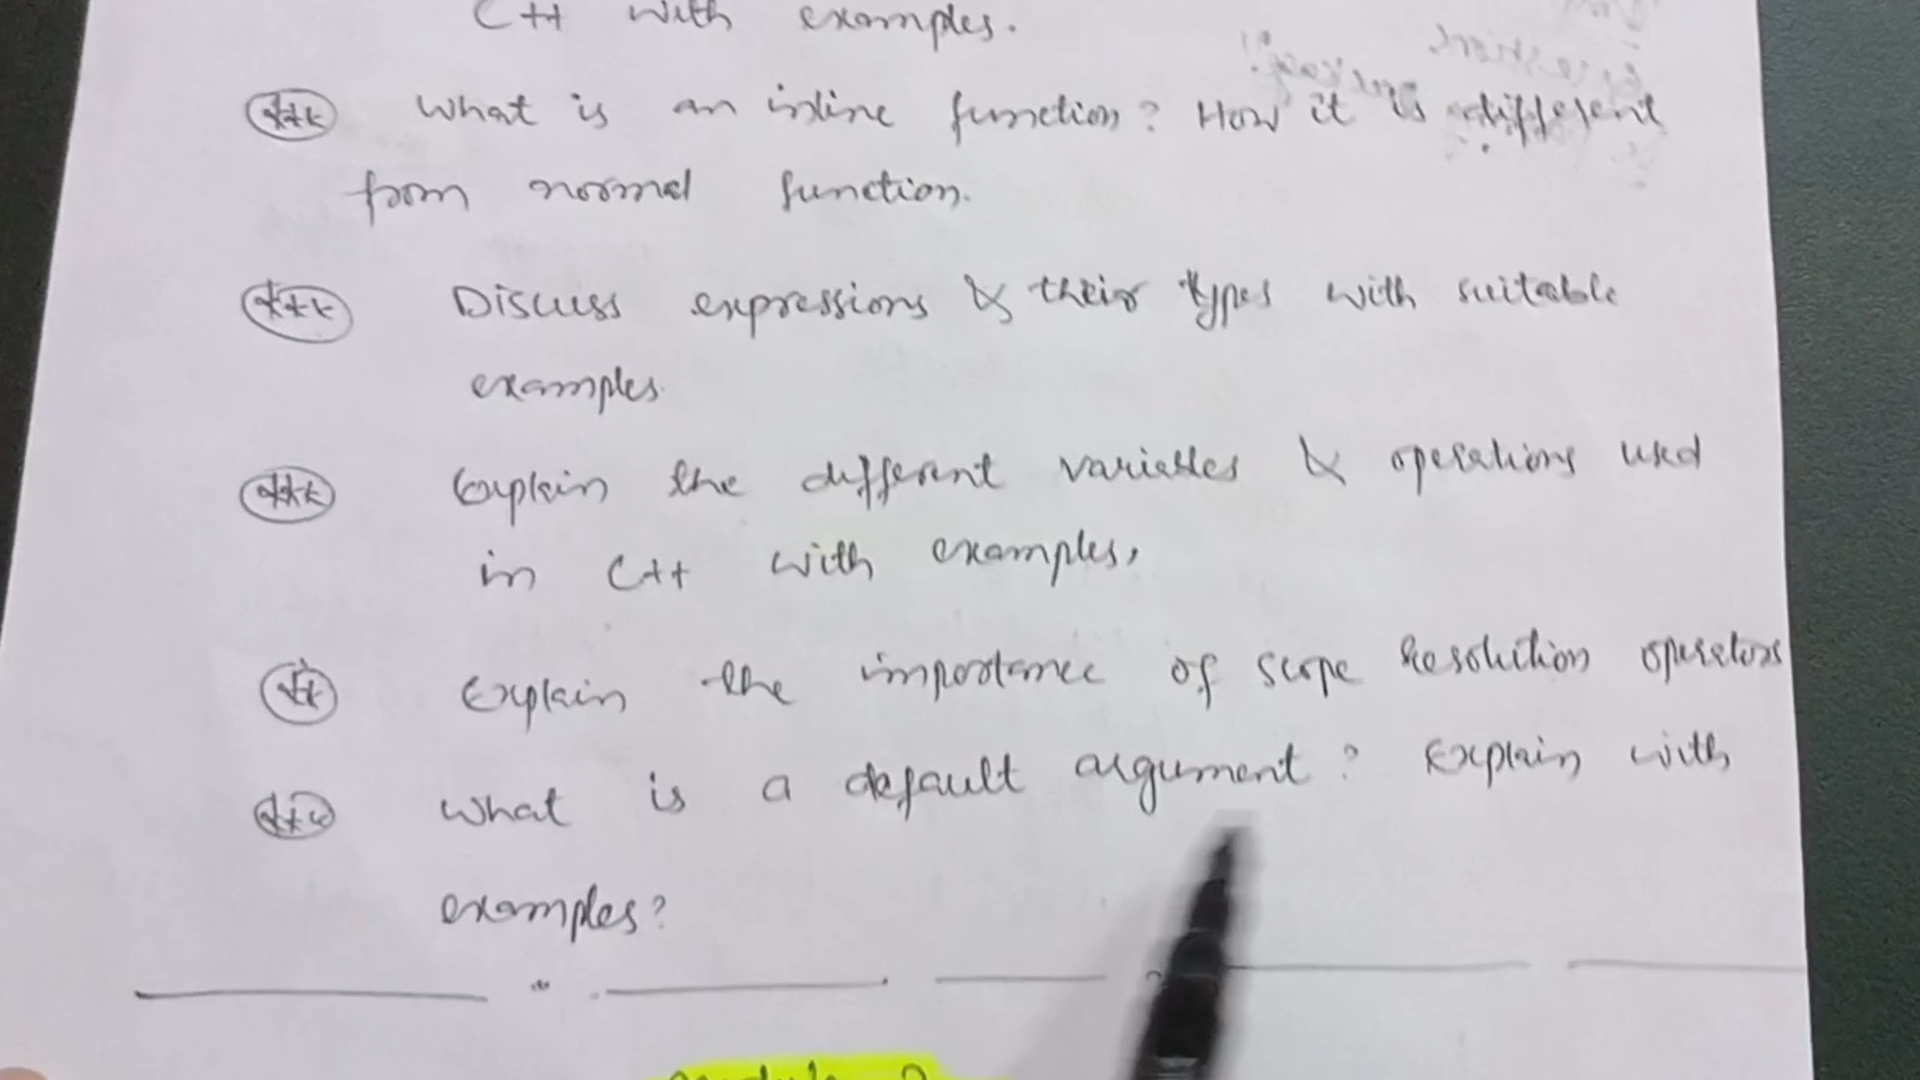 C++ with examples.
*** What is an inline function? How it is different
from normal function.
*** Discuss expressions & their types with suitable
examples.
*** Explain the different variables & operations used
in C++ with examples,
** Explain the importance of scope Resolution operators
*** What is a default argument? Explain with
examples?